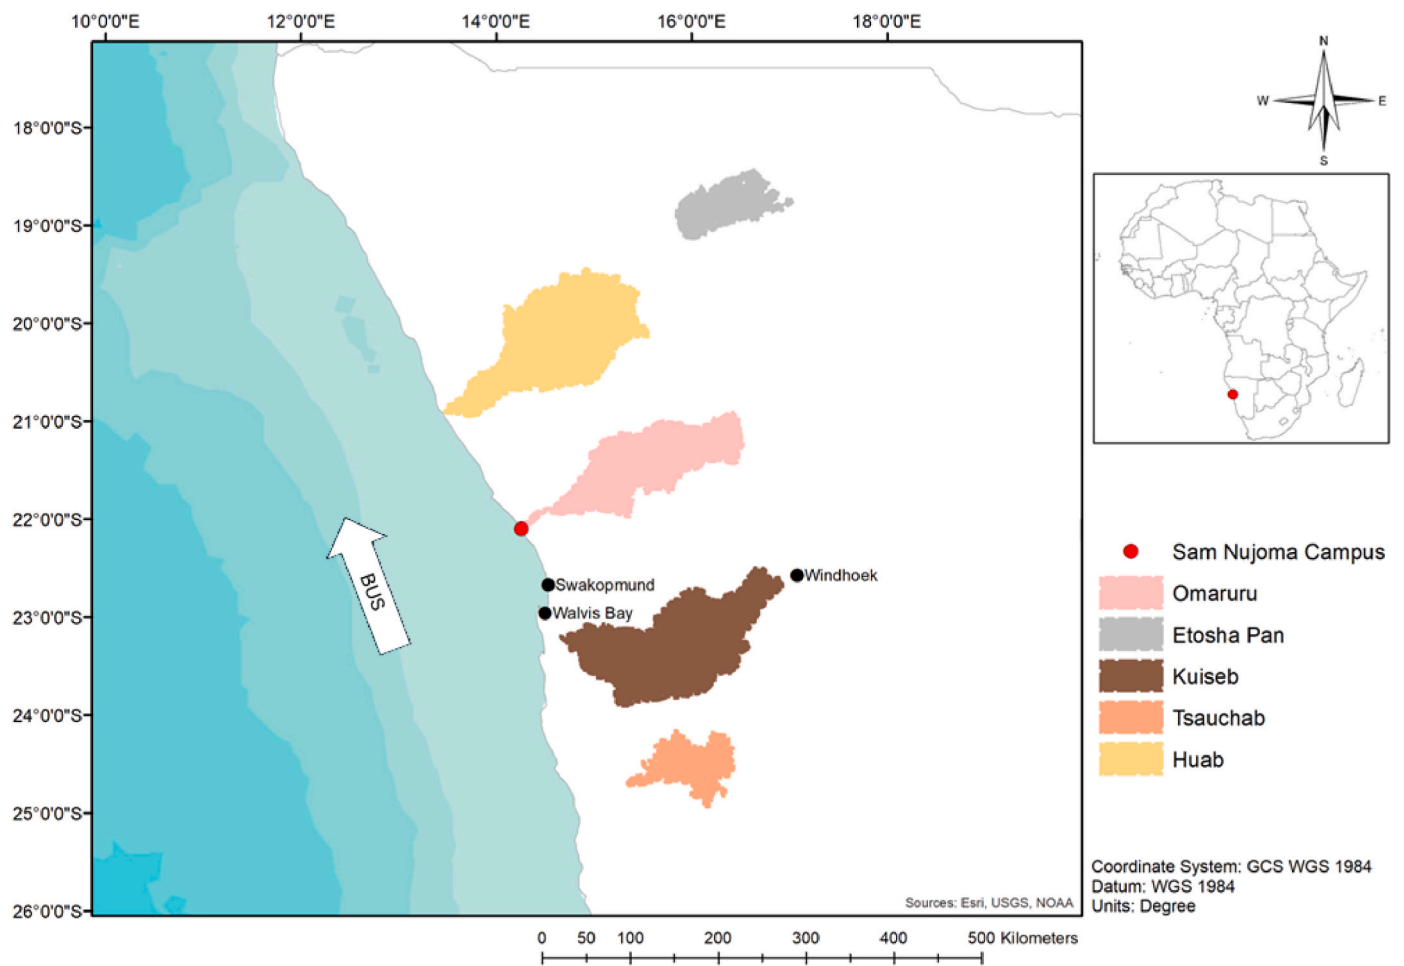 10°0'0"E 12°0'0"E 14°0'0"E 16°0'0"E 18°0'0"E
N
W E
S
18°0'0"S
19°0'0"S
20°0'0"S
21°0'0"S
22°0'0"S
23°0'0"S
24°0'0"S
25°0'0"S
26°0'0"S
BUS
Swakopmund
Walvis Bay
Windhoek
Sources: Esri, USGS, NOAA
Sam Nujoma Campus
Omaruru
Etosha Pan
Kuiseb
Tsauchab
Huab
Coordinate System: GCS WGS 1984
Datum: WGS 1984
Units: Degree
0 50 100 200 300 400 500 Kilometers